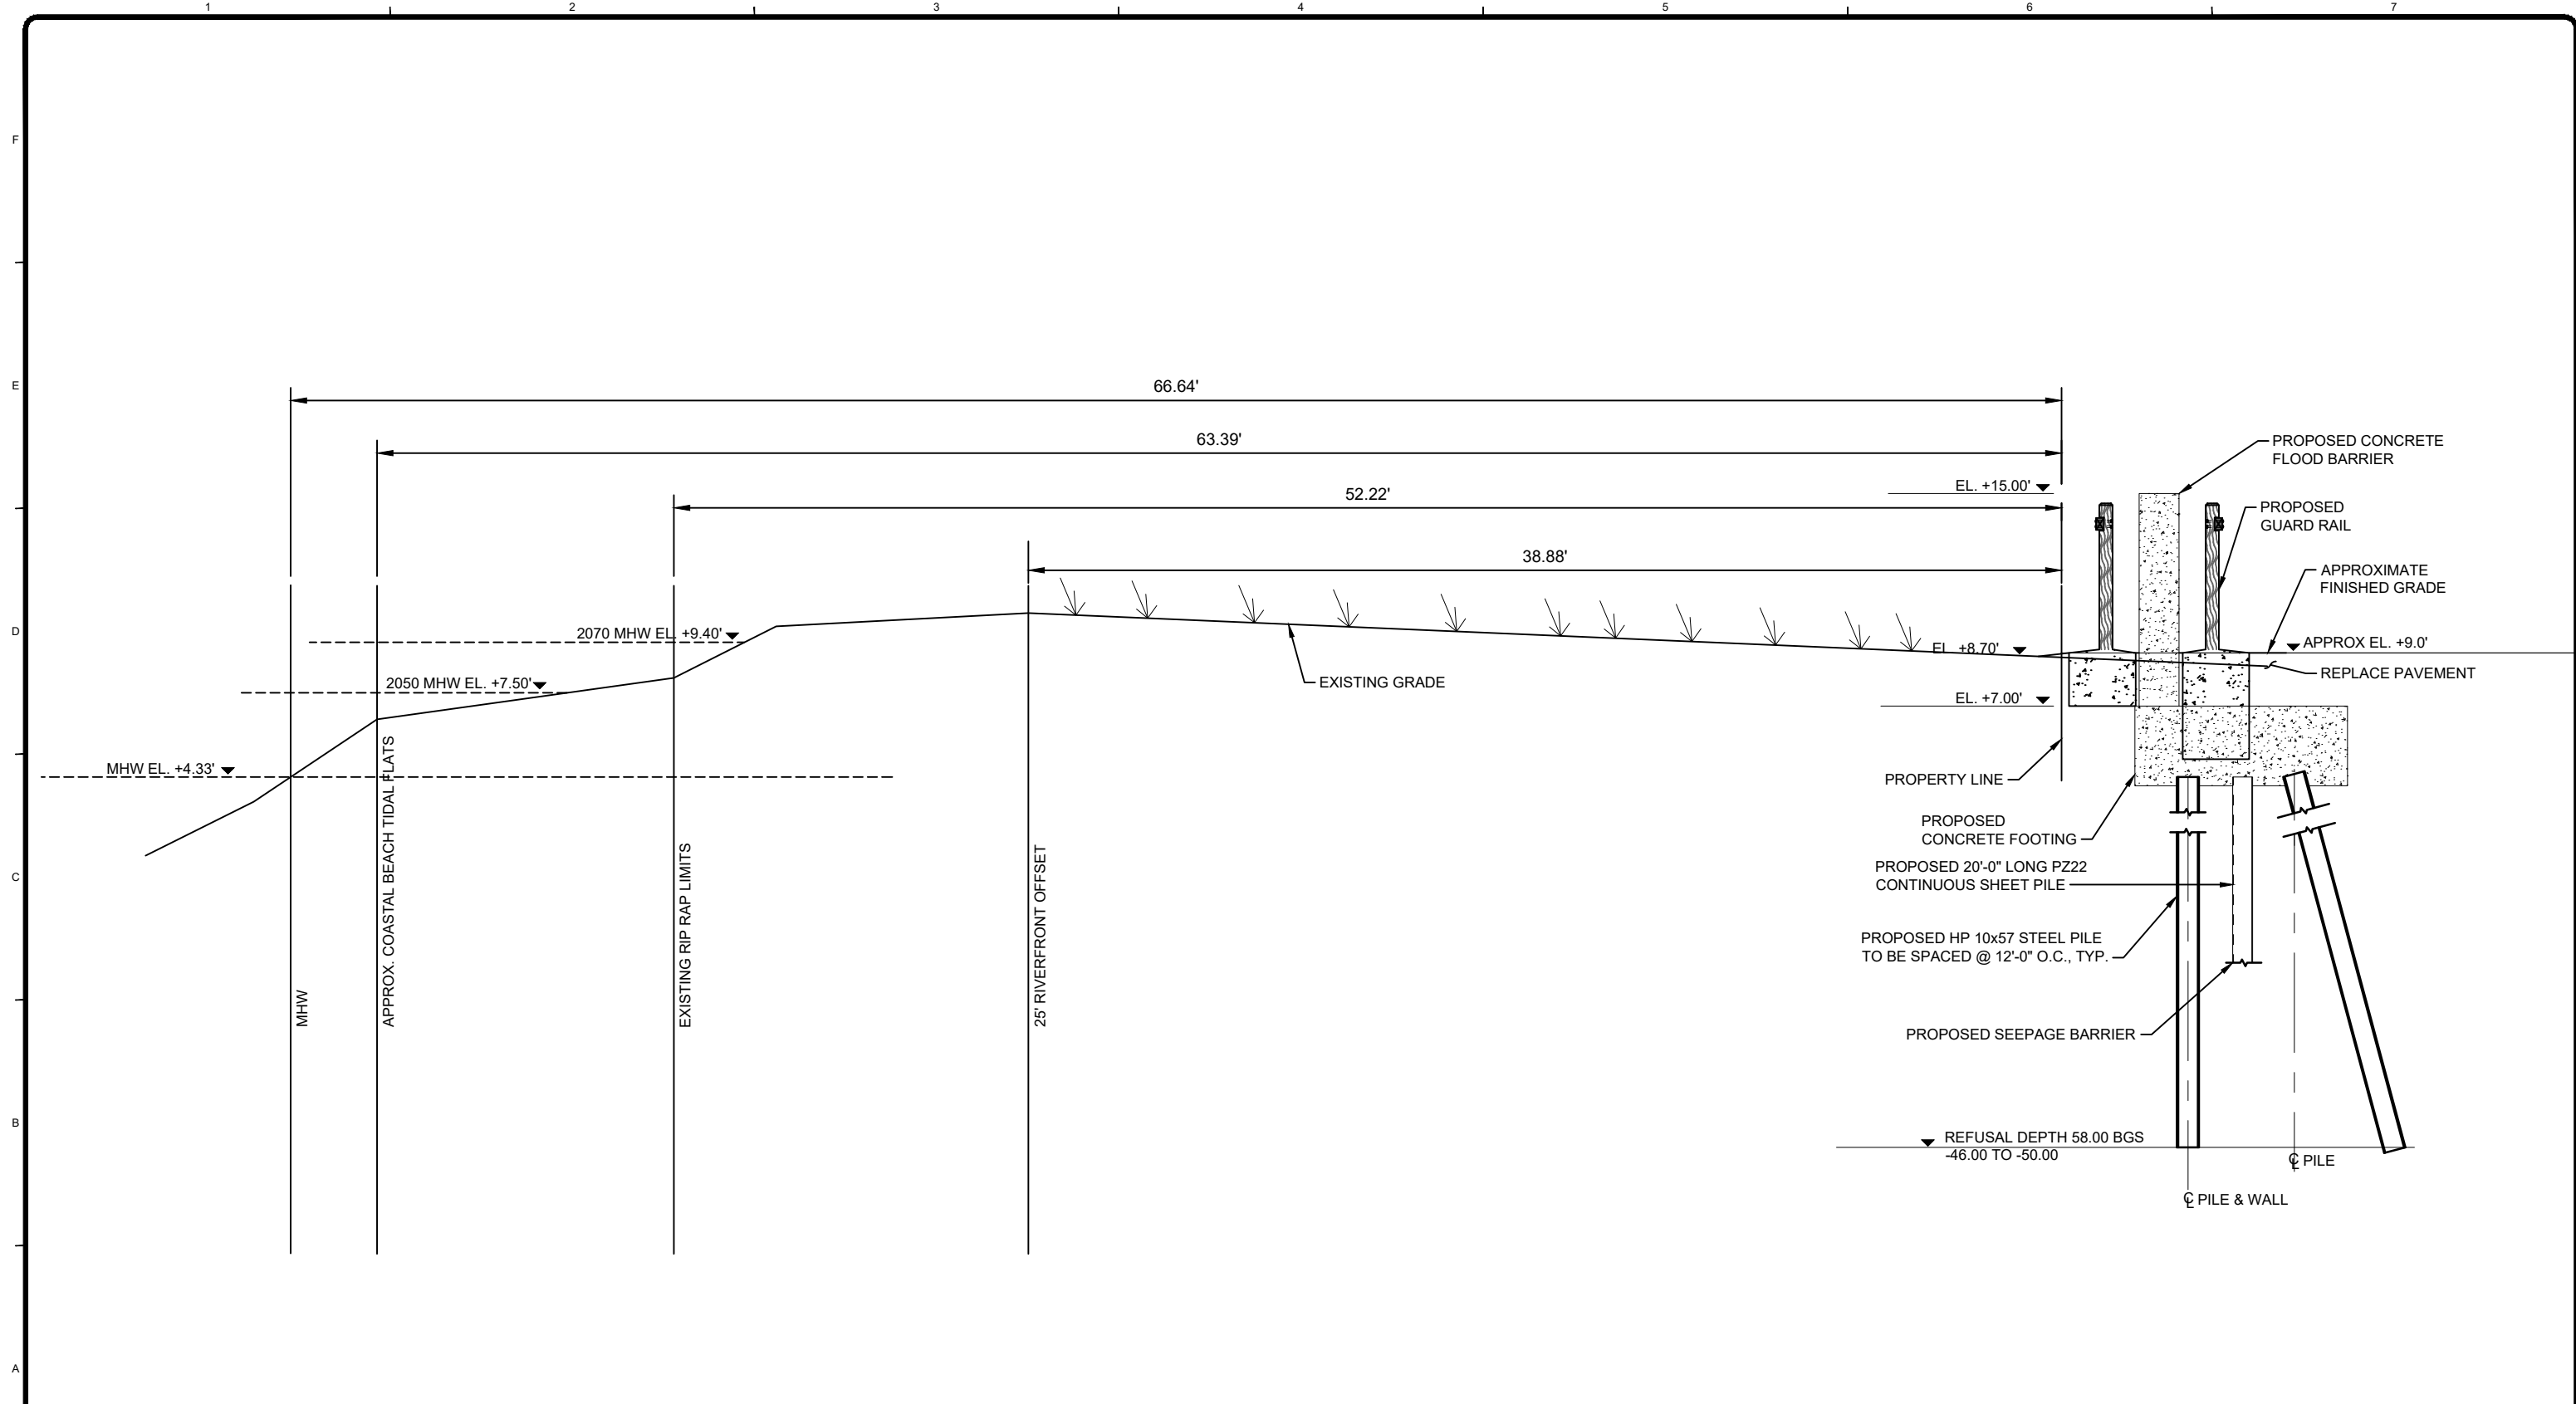 1 2 3 4 5 6 7
F
E
D
C
B
A
66.64'
63.39'
52.22'
38.88'
EL. +15.00'
PROPOSED CONCRETE
FLOOD BARRIER
PROPOSED
GUARD RAIL
APPROXIMATE
FINISHED GRADE
APPROX EL. +9.0'
REPLACE PAVEMENT
2070 MHW EL. +9.40'
2050 MHW EL. +7.50'
MHW EL. +4.33'
EXISTING GRADE
EL. +8.70'
EL. +7.00'
PROPERTY LINE
PROPOSED
CONCRETE FOOTING
PROPOSED 20'-0" LONG PZ22
CONTINUOUS SHEET PILE
PROPOSED HP 10x57 STEEL PILE
TO BE SPACED @ 12'-0" O.C., TYP.
PROPOSED SEEPAGE BARRIER
REFUSAL DEPTH 58.00 BGS
-46.00 TO -50.00
℄ PILE
℄ PILE & WALL
MHW
APPROX. COASTAL BEACH TIDAL FLATS
EXISTING RIP RAP LIMITS
25' RIVERFRONT OFFSET